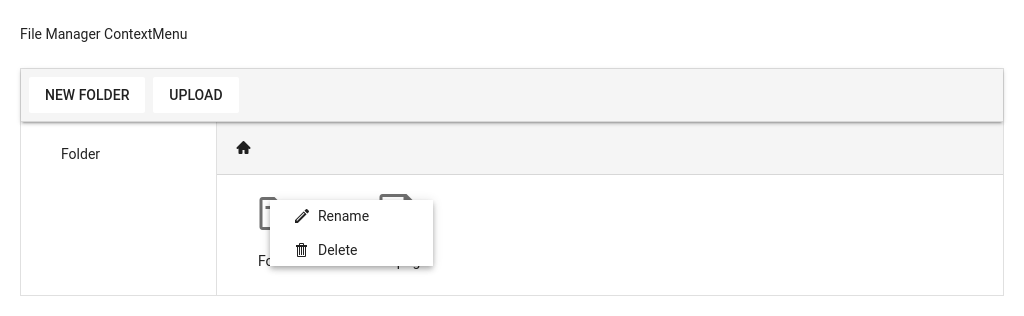 File Manager ContextMenu
NEW FOLDER UPLOAD
Folder
Rename
Delete